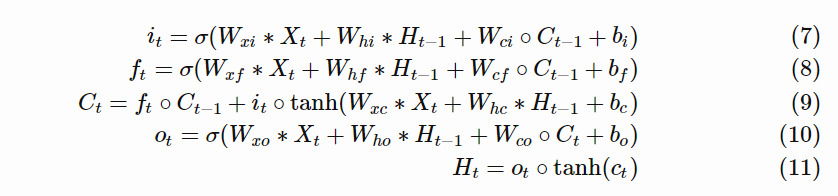 i_t = σ(W_{xi} * X_t + W_{hi} * H_{t−1} + W_{ci} ∘ C_{t−1} + b_i) (7)
f_t = σ(W_{xf} * X_t + W_{hf} * H_{t−1} + W_{cf} ∘ C_{t−1} + b_f) (8)
C_t = f_t ∘ C_{t−1} + i_t ∘ tanh(W_{xc} * X_t + W_{hc} * H_{t−1} + b_c) (9)
o_t = σ(W_{xo} * X_t + W_{ho} * H_{t−1} + W_{co} ∘ C_t + b_o) (10)
H_t = o_t ∘ tanh(c_t) (11)